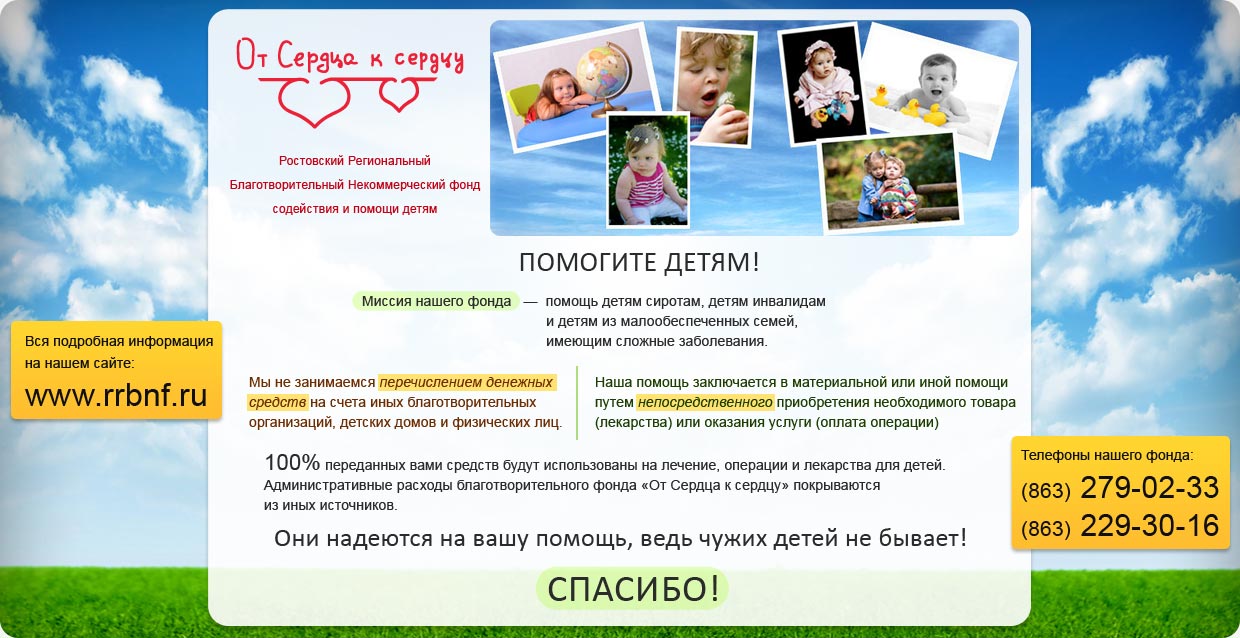 От Сердца к сердцу
Ростовский Региональный
Благотворительный Некоммерческий фонд
содействия и помощи детям
ПОМОГИТЕ ДЕТЯМ!
Миссия нашего фонда — помощь детям сиротам, детям инвалидам
и детям из малообеспеченных семей,
имеющим сложные заболевания.
Вся подробная информация
на нашем сайте:
www.rrbnf.ru
Мы не занимаемся перечислением денежных
средств на счета иных благотворительных
организаций, детских домов и физических лиц.
Наша помощь заключается в материальной или иной помощи
путем непосредственного приобретения необходимого товара
(лекарства) или оказания услуги (оплата операции)
100% переданных вами средств будут использованы на лечение, операции и лекарства для детей.
Административные расходы благотворительного фонда «От Сердца к сердцу» покрываются
из иных источников.
Телефоны нашего фонда:
(863) 279-02-33
(863) 229-30-16
Они надеются на вашу помощь, ведь чужих детей не бывает!
СПАСИБО!